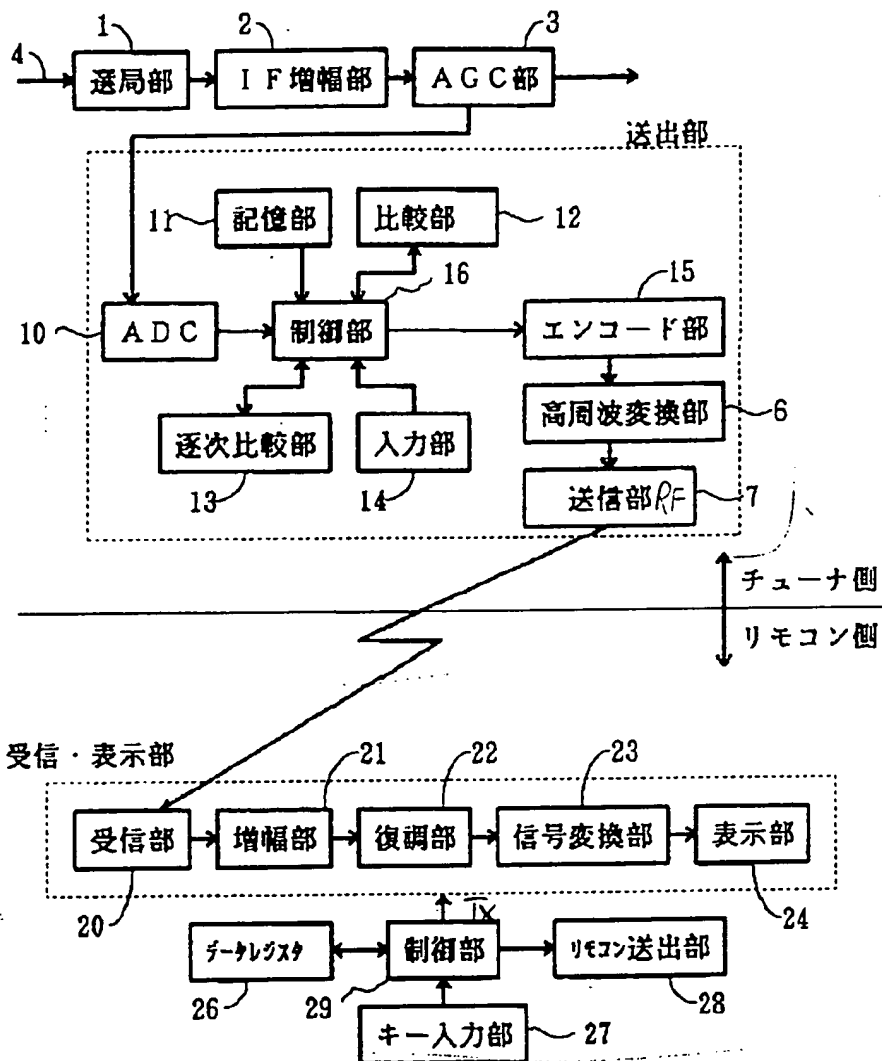 1
2
3
4
選局部
IF増幅部
AGC部
送出部
11
記憶部
比較部
12
16
15
10
ADC
制御部
エンコード部
高周波変換部
6
逐次比較部
入力部
13
14
送信部RF
7
チューナ側
リモコン側
受信・表示部
21
22
23
受信部
増幅部
復調部
信号変換部
表示部
20
TX
24
データレジスタ
制御部
リモコン送出部
26
29
28
キー入力部
27